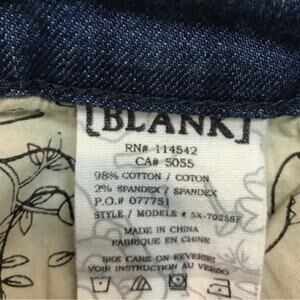 [BLANK]
RN# 114542
CA# 5055
98% COTTON / COTON
2% SPANDEX / SPANDEX
P.O.# 077751
STYLE / MODELE # 5X-7025SF
MADE IN CHINA
FABRIQUE EN CHINE
SEE CARE ON REVERSE
VOIR INSTRUCTION AU VERSO